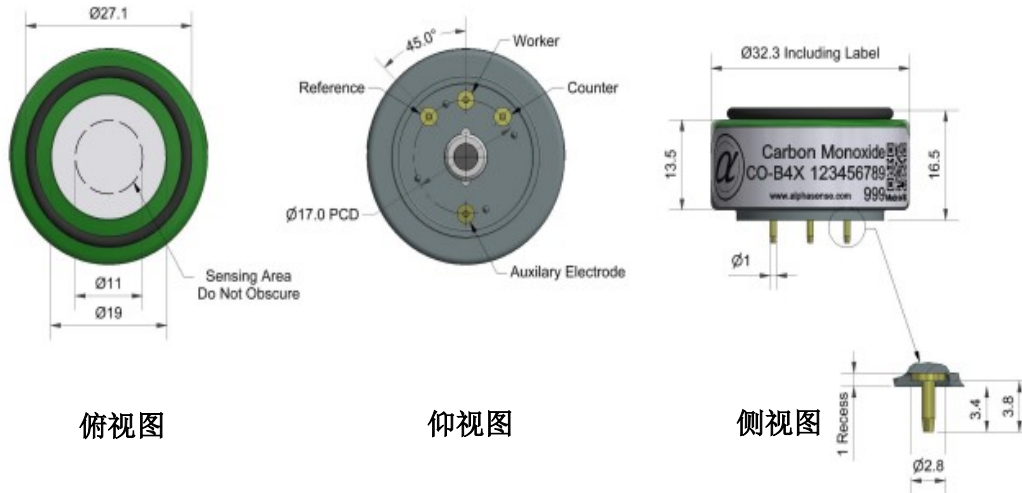 Ø27.1
Sensing Area
Do Not Obscure
Ø11
Ø19
俯视图
45.0°
Worker
Reference
Counter
Ø17.0 PCD
Auxilary Electrode
仰视图
Ø32.3 Including Label
13.5
16.5
α
Carbon Monoxide
CO-B4X 123456789
www.alphasense.com 999
Ø1
侧视图
1 Recess
3.4
3.8
Ø2.8